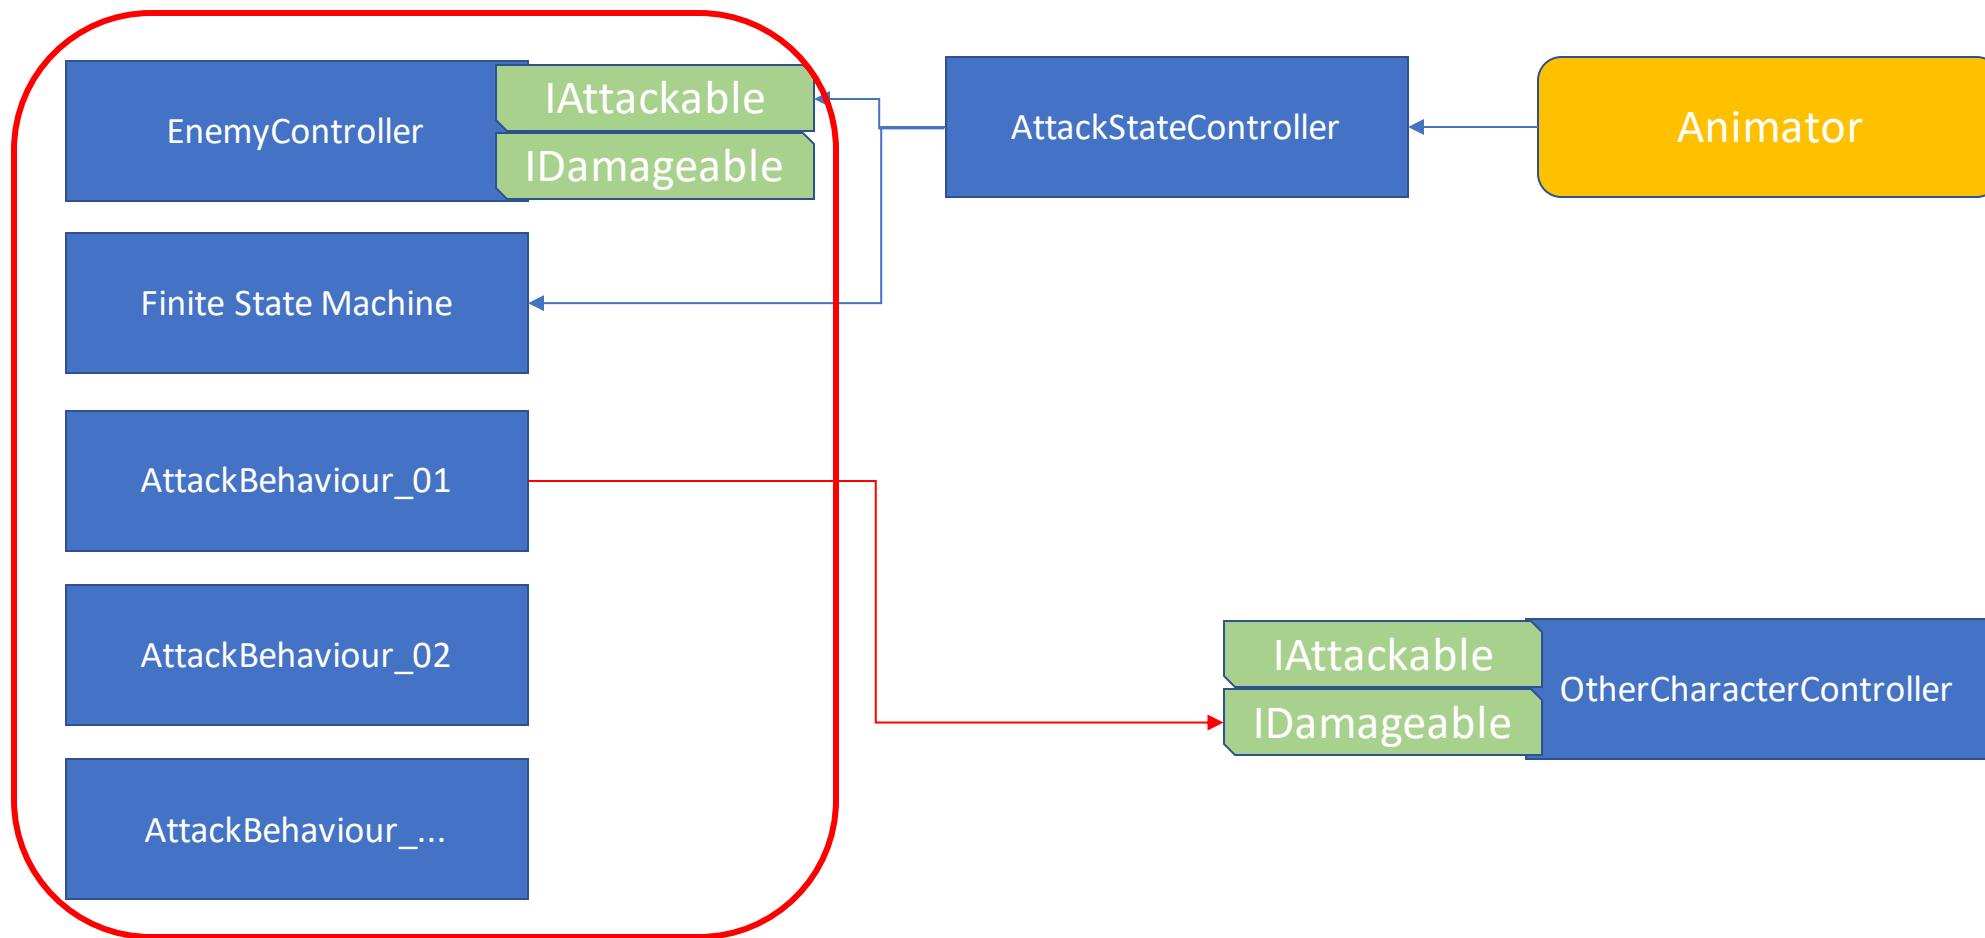 EnemyController
IAttackable
IDamageable
AttackStateController
Animator
Finite State Machine
AttackBehaviour_01
AttackBehaviour_02
IAttackable
IDamageable
OtherCharacterController
AttackBehaviour_...